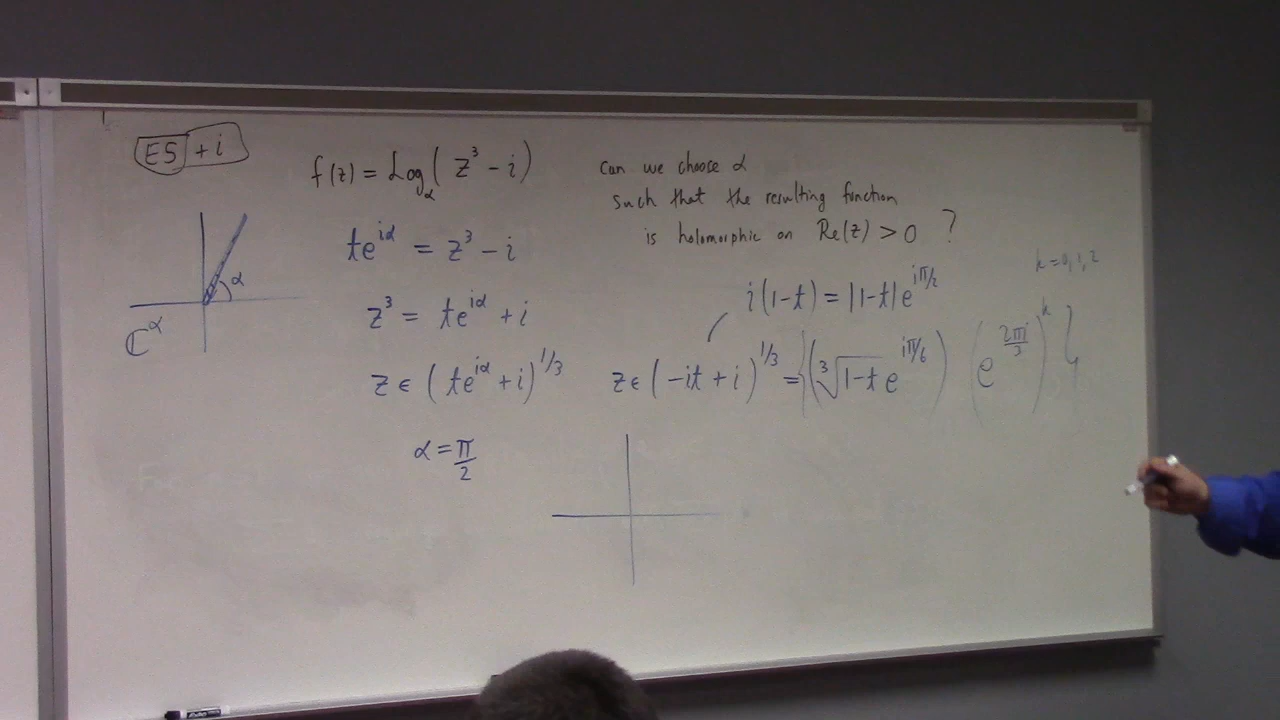 E5 + i
f(z) = Log_α(z³ - i)
can we choose α
such that the resulting function
is holomorphic on Re(z) > 0 ?
te^{iα} = z³ - i
z³ = te^{iα} + i
z ∈ (te^{iα} + i)^{1/3}
α = π/2
α
ℂ^α
i(1-t) = |1-t|e^{iπ/2}
k = 0, 1, 2
z ∈ (-it + i)^{1/3} = {(∛(1-t) e^{iπ/6}) (e^{2πi/3})^k}